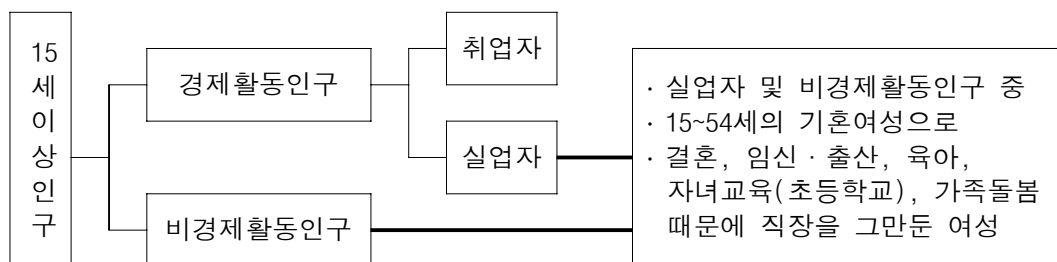 15
세
이
상
인
구
경제활동인구
비경제활동인구
취업자
실업자
· 실업자 및 비경제활동인구 중
· 15~54세의 기혼여성으로
· 결혼, 임신 · 출산, 육아,
자녀교육(초등학교), 가족돌봄
때문에 직장을 그만둔 여성